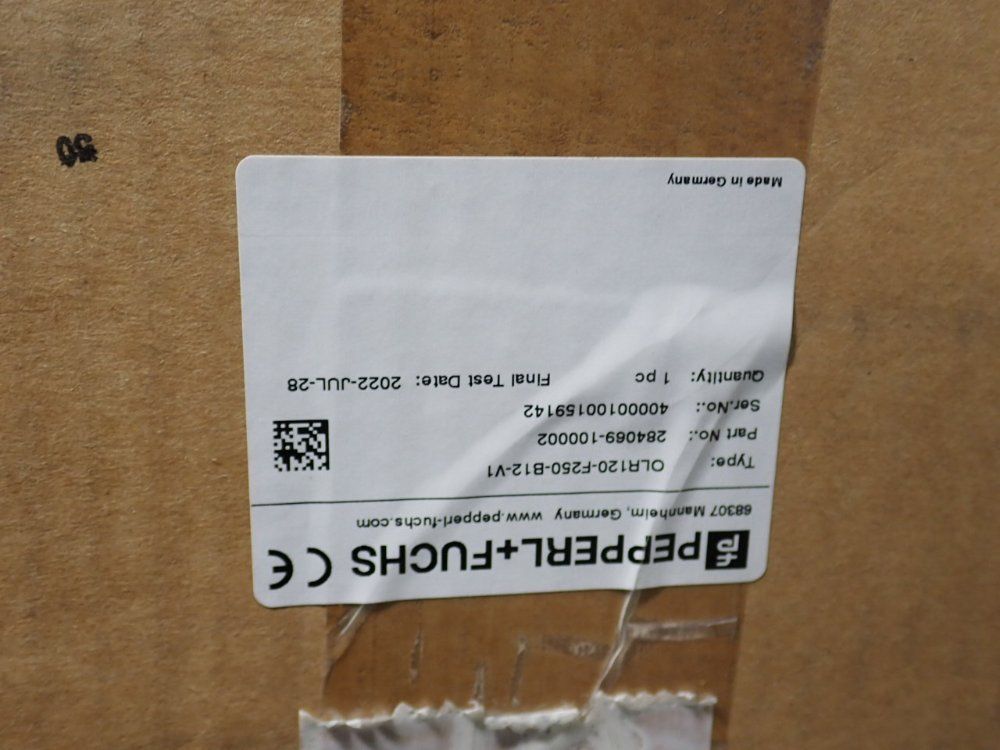 PEPPERL+FUCHS CE
68307 Mannheim, Germany www.pepperl-fuchs.com
Type: OLR120-F250-B12-V1
Part No.: 284069-100002
Ser.No.: 40000100159142
Quantity: 1 pc Final Test Date: 2022-JUL-28
Made in Germany
50